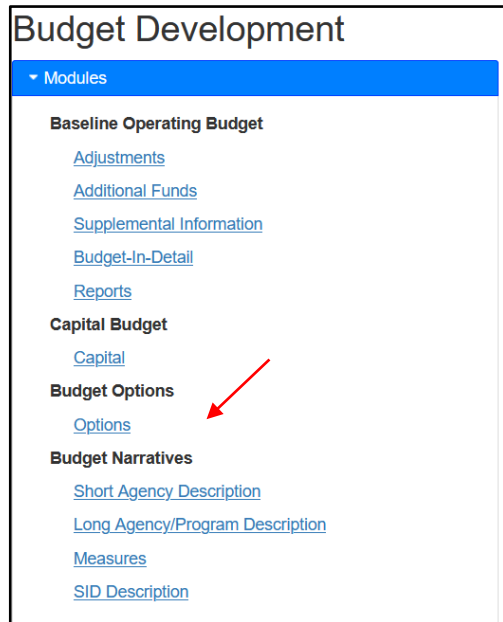 Budget Development
Modules
Baseline Operating Budget
Adjustments
Additional Funds
Supplemental Information
Budget-In-Detail
Reports
Capital Budget
Capital
Budget Options
Options
Budget Narratives
Short Agency Description
Long Agency/Program Description
Measures
SID Description